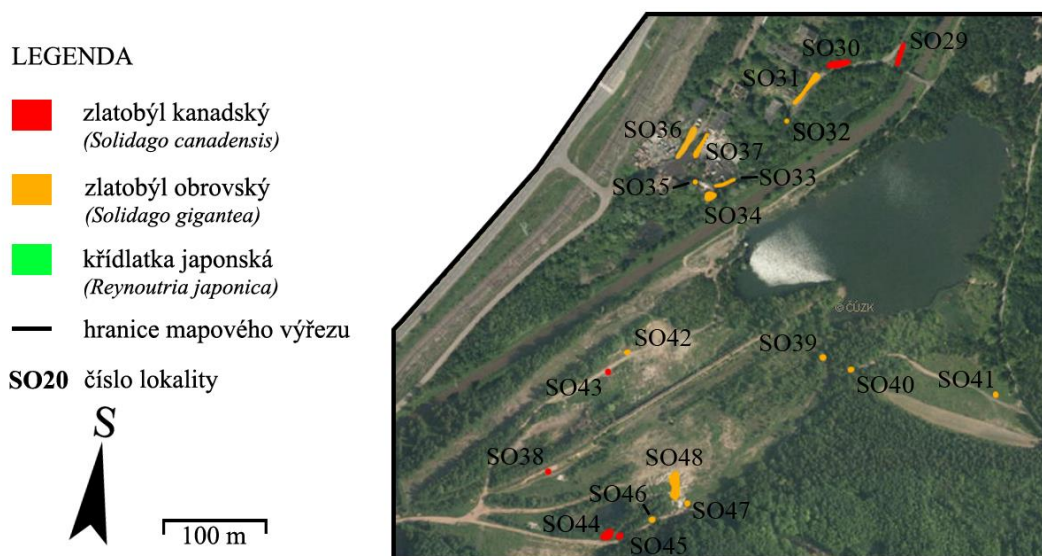 LEGENDA
zlatobýl kanadský
(Solidago canadensis)
zlatobýl obrovský
(Solidago gigantea)
křídlatka japonská
(Reynoutria japonica)
hranice mapového výřezu
SO20 číslo lokality
S
100 m
SO29
SO30
SO31
SO32
SO36
SO37
SO35
SO33
SO34
© ČÚZK
SO42
SO39
SO43
SO40
SO41
SO38
SO48
SO46
SO47
SO44
SO45